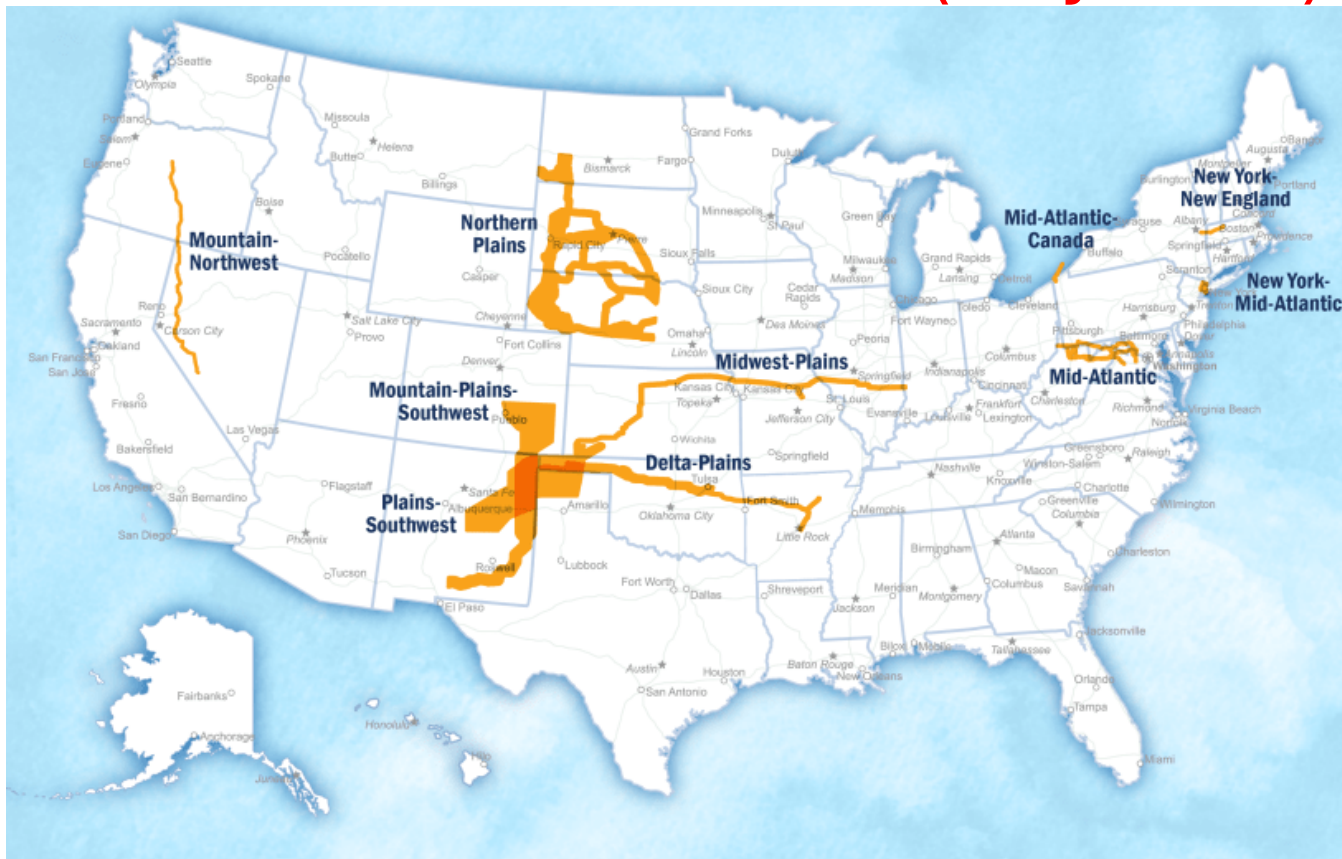 Seattle
Olympia
Spokane
Portland
Salem
Eugene
Missoula
Helena
Butte
Billings
Boise
Pocatello
Mountain-
Northwest
Reno
Carson City
Sacramento
Oakland
San Francisco
San Jose
Fresno
Bakersfield
Las Vegas
Los Angeles
San Bernardino
San Diego
Salt Lake City
Provo
Flagstaff
Phoenix
Tucson
Casper
Cheyenne
Fort Collins
Denver
Pueblo
Mountain-Plains-
Southwest
Santa Fe
Albuquerque
Plains-
Southwest
Roswell
El Paso
Northern
Plains
Bismarck
Fargo
Grand Forks
Rapid City
Pierre
Sioux Falls
Sioux City
Omaha
Lincoln
Duluth
Minneapolis
St Paul
Green Bay
Milwaukee
Madison
Cedar
Rapids
Des Moines
Chicago
Peoria
Springfield
Midwest-Plains
Kansas City
Kansas City
Topeka
Jefferson City
St. Louis
Wichita
Springfield
Delta-Plains
Tulsa
Oklahoma City
Fort Smith
Little Rock
Memphis
Amarillo
Lubbock
Fort Worth
Dallas
Shreveport
Austin
Houston
San Antonio
Baton Rouge
New Orleans
Jackson
Meridian
Biloxi
Mobile
Birmingham
Montgomery
Atlanta
Macon
Columbus
Savannah
Tallahassee
Jacksonville
Orlando
Tampa
Miami
Grand Rapids
Lansing
Detroit
Fort Wayne
Toledo
Cleveland
Indianapolis
Columbus
Cincinnati
Evansville
Louisville
Frankfort
Lexington
Nashville
Knoxville
Charleston
Greensboro
Winston-Salem
Raleigh
Charlotte
Greenville
Columbia
Wilmington
Charleston
Richmond
Virginia Beach
Norfolk
Mid-Atlantic
Pittsburgh
Harrisburg
Baltimore
Dover
Annapolis
Washington
Philadelphia
Trenton
Scranton
Mid-Atlantic-
Canada
Buffalo
Syracuse
Albany
New York-
New England
New York-
Mid-Atlantic
Burlington
Montpelier
Augusta
Bangor
Portland
Concord
Boston
Springfield
Providence
Hartford
Fairbanks
Anchorage
Juneau
Honolulu
Hilo